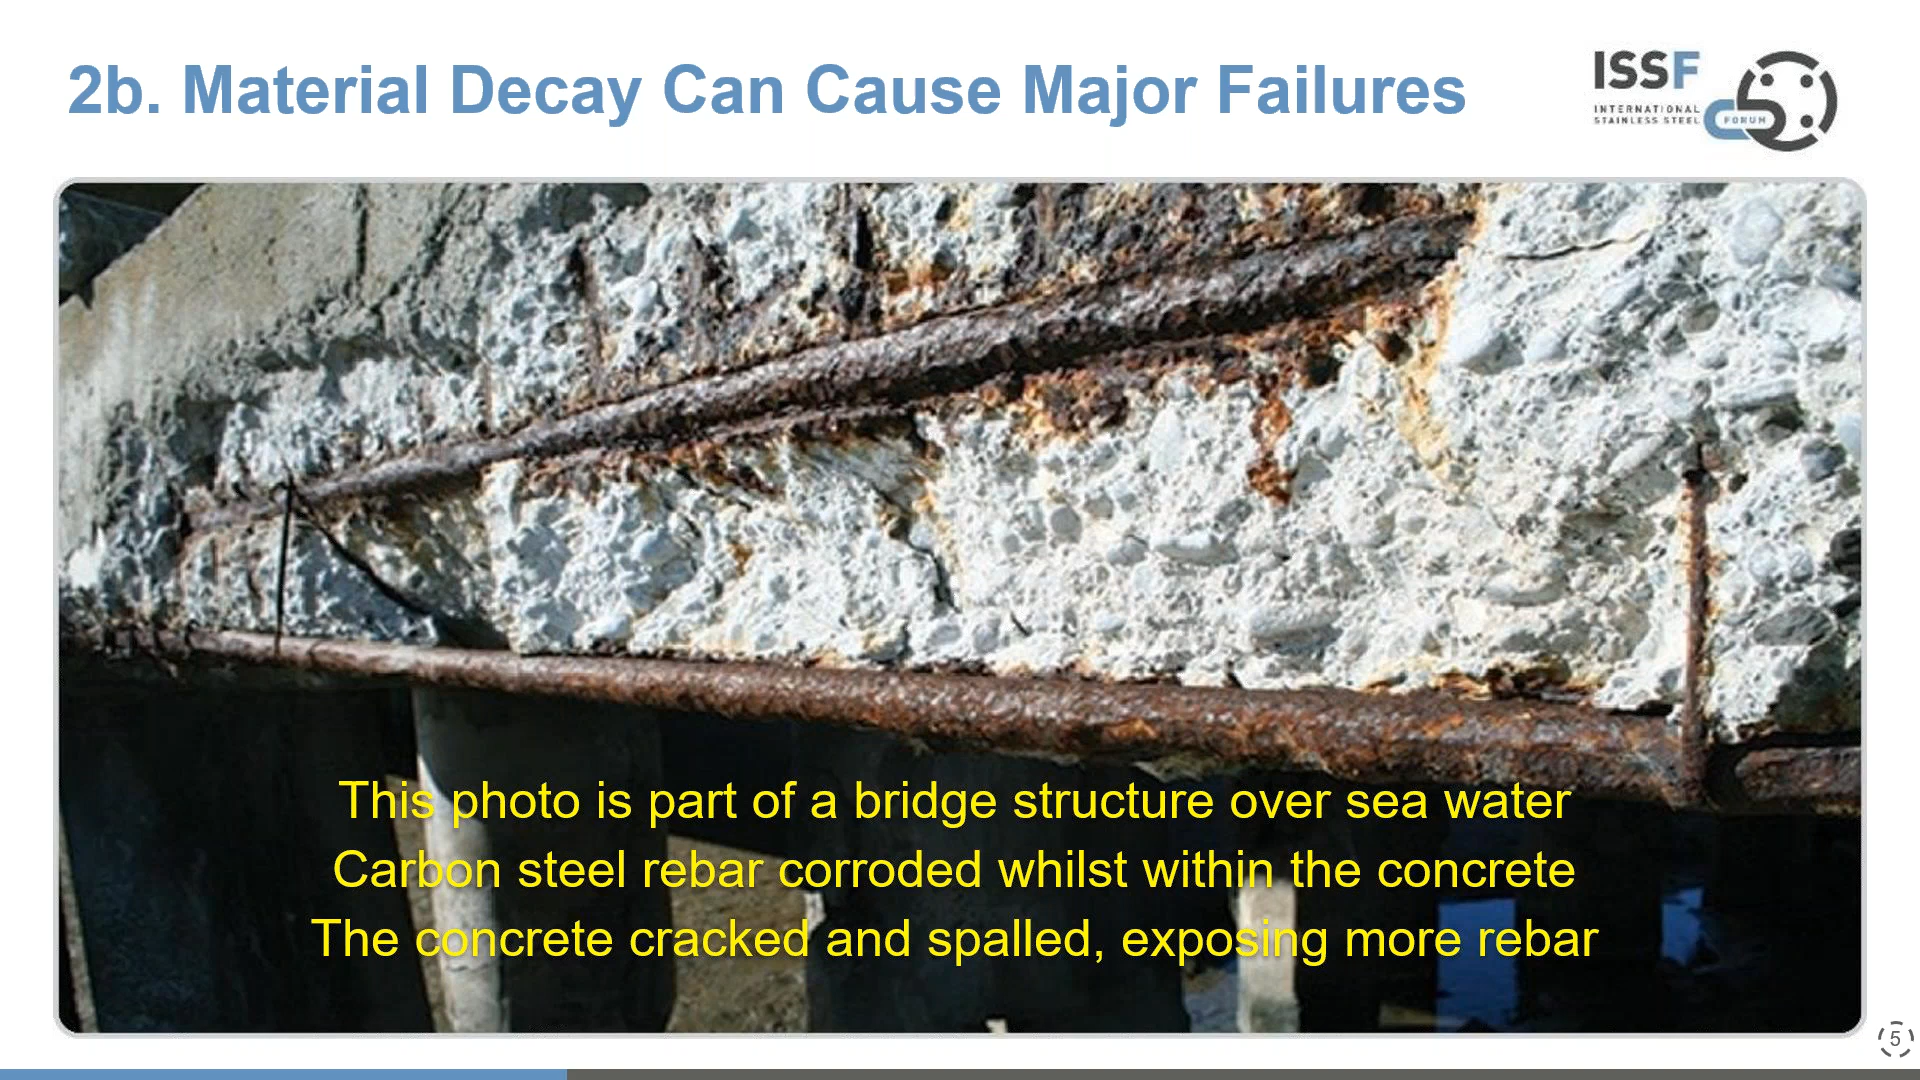 2b. Material Decay Can Cause Major Failures
ISSF
INTERNATIONAL
STAINLESS STEEL FORUM
This photo is part of a bridge structure over sea water
Carbon steel rebar corroded whilst within the concrete
The concrete cracked and spalled, exposing more rebar
5